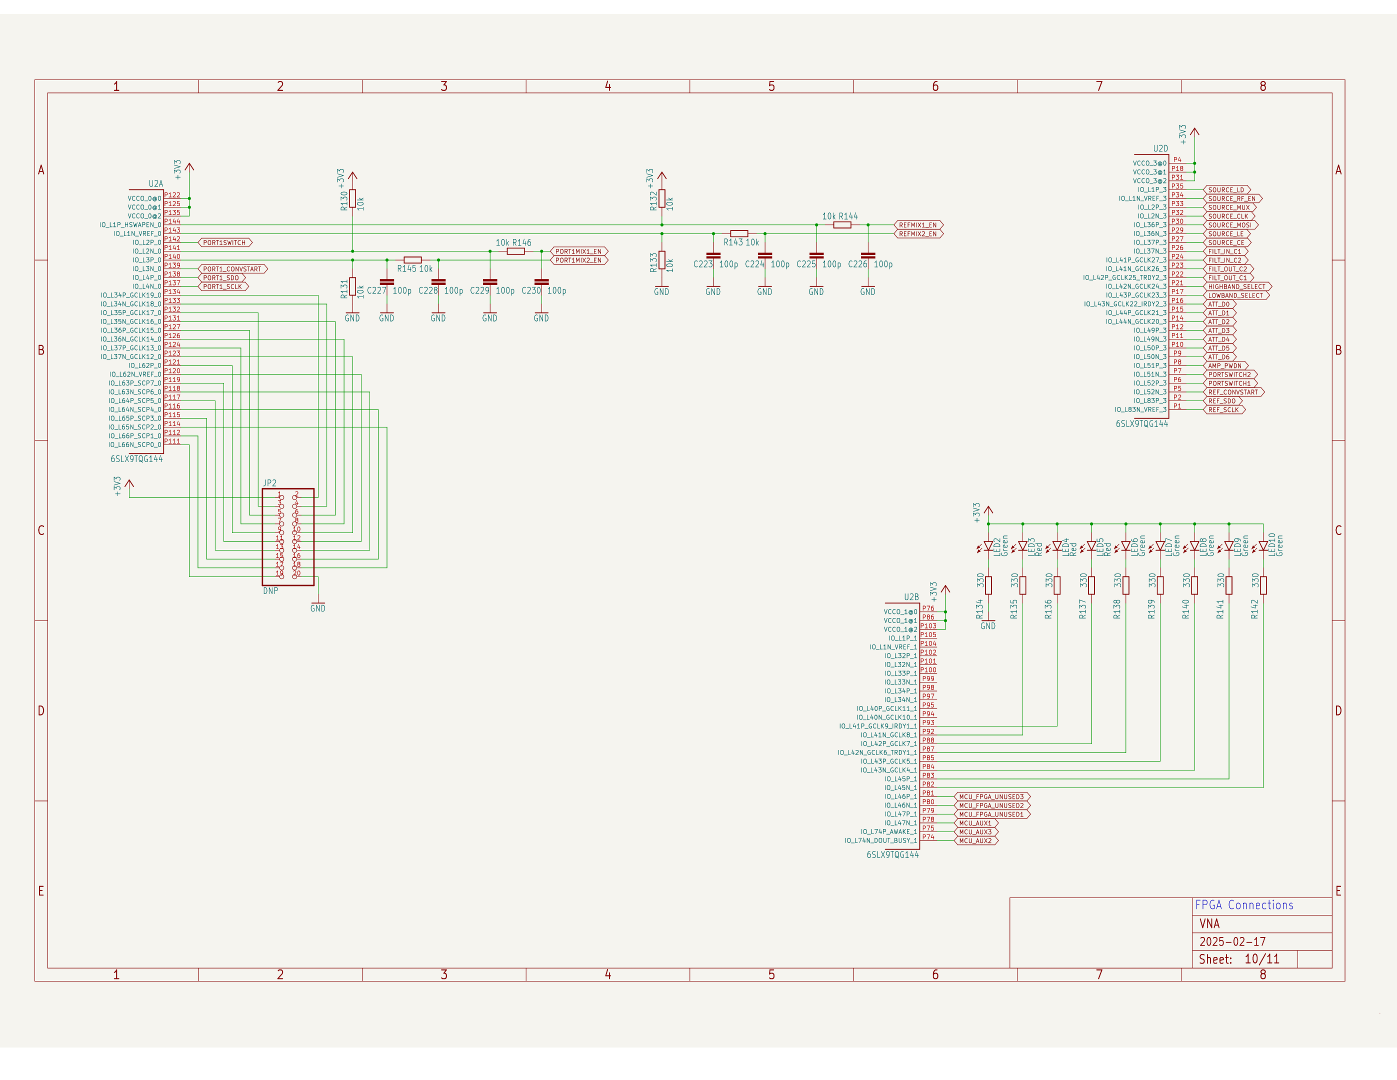 1 2 3 4 5 6 7 8
A A
B B
C C
D D
E E
1 2 3 4 5 6 7 8
+3V3
U2A
VCCO_0@0 P122
VCCO_0@1 P125
VCCO_0@2 P135
IO_L1P_HSWAPEN_0 P144
IO_L1N_VREF_0 P143
IO_L2P_0 P142 PORT1SWITCH
IO_L2N_0 P141
IO_L3P_0 P140
IO_L3N_0 P139 PORT1_CONVSTART
IO_L4P_0 P138 PORT1_SDO
IO_L4N_0 P137 PORT1_SCLK
IO_L34P_GCLK19_0 P134
IO_L34N_GCLK18_0 P133
IO_L35P_GCLK17_0 P132
IO_L35N_GCLK16_0 P131
IO_L36P_GCLK15_0 P127
IO_L36N_GCLK14_0 P126
IO_L37P_GCLK13_0 P124
IO_L37N_GCLK12_0 P123
IO_L62P_0 P121
IO_L62N_VREF_0 P120
IO_L63P_SCP7_0 P119
IO_L63N_SCP6_0 P118
IO_L64P_SCP5_0 P117
IO_L64N_SCP4_0 P116
IO_L65P_SCP3_0 P115
IO_L65N_SCP2_0 P114
IO_L66P_SCP1_0 P112
IO_L66N_SCP0_0 P111
6SLX9TQG144
+3V3
JP2
1 2
3 4
5 6
7 8
9 10
11 12
13 14
15 16
17 18
19 20
DNP
GND
+3V3
R130 10k
R131 10k
GND
R145 10k
C227 100p
GND
C228 100p
GND
C229 100p
GND
10k R146
C230 100p
GND
PORT1MIX1_EN
PORT1MIX2_EN
+3V3
R132 10k
R133 10k
GND
R143 10k
C223 100p
GND
C224 100p
GND
C225 100p
GND
10k R144
C226 100p
GND
REFMIX1_EN
REFMIX2_EN
+3V3
U2D
VCCO_3@0 P4
VCCO_3@1 P18
VCCO_3@2 P31
IO_L1P_3 P35 SOURCE_LD
IO_L1N_VREF_3 P34 SOURCE_RF_EN
IO_L2P_3 P33 SOURCE_MUX
IO_L2N_3 P32 SOURCE_CLK
IO_L36P_3 P30 SOURCE_MOSI
IO_L36N_3 P29 SOURCE_LE
IO_L37P_3 P27 SOURCE_CE
IO_L37N_3 P26 FILT_IN_C1
IO_L41P_GCLK27_3 P24 FILT_IN_C2
IO_L41N_GCLK26_3 P23 FILT_OUT_C2
IO_L42P_GCLK25_TRDY2_3 P22 FILT_OUT_C1
IO_L42N_GCLK24_3 P21 HIGHBAND_SELECT
IO_L43P_GCLK23_3 P17 LOWBAND_SELECT
IO_L43N_GCLK22_IRDY2_3 P16 ATT_D0
IO_L44P_GCLK21_3 P15 ATT_D1
IO_L44N_GCLK20_3 P14 ATT_D2
IO_L49P_3 P12 ATT_D3
IO_L49N_3 P11 ATT_D4
IO_L50P_3 P10 ATT_D5
IO_L50N_3 P9 ATT_D6
IO_L51P_3 P8 AMP_PWDN
IO_L51N_3 P7 PORTSWITCH2
IO_L52P_3 P6 PORTSWITCH1
IO_L52N_3 P5 REF_CONVSTART
IO_L83P_3 P2 REF_SDO
IO_L83N_VREF_3 P1 REF_SCLK
6SLX9TQG144
+3V3
LED2 Green
LED3 Red
LED4 Red
LED5 Red
LED6 Green
LED7 Green
LED8 Green
LED9 Green
LED10 Green
R134 330
R135 330
R136 330
R137 330
R138 330
R139 330
R140 330
R141 330
R142 330
GND
+3V3
U2B
VCCO_1@0 P76
VCCO_1@1 P86
VCCO_1@2 P103
IO_L1P_1 P105
IO_L1N_VREF_1 P104
IO_L32P_1 P102
IO_L32N_1 P101
IO_L33P_1 P100
IO_L33N_1 P99
IO_L34P_1 P98
IO_L34N_1 P97
IO_L40P_GCLK11_1 P95
IO_L40N_GCLK10_1 P94
IO_L41P_GCLK9_IRDY1_1 P93
IO_L41N_GCLK8_1 P92
IO_L42P_GCLK7_1 P88
IO_L42N_GCLK6_TRDY1_1 P87
IO_L43P_GCLK5_1 P85
IO_L43N_GCLK4_1 P84
IO_L45P_1 P83
IO_L45N_1 P82
IO_L46P_1 P81 MCU_FPGA_UNUSED3
IO_L46N_1 P80 MCU_FPGA_UNUSED2
IO_L47P_1 P79 MCU_FPGA_UNUSED1
IO_L47N_1 P78 MCU_AUX1
IO_L74P_AWAKE_1 P75 MCU_AUX3
IO_L74N_DOUT_BUSY_1 P74 MCU_AUX2
6SLX9TQG144
FPGA Connections
VNA
2025-02-17
Sheet: 10/11